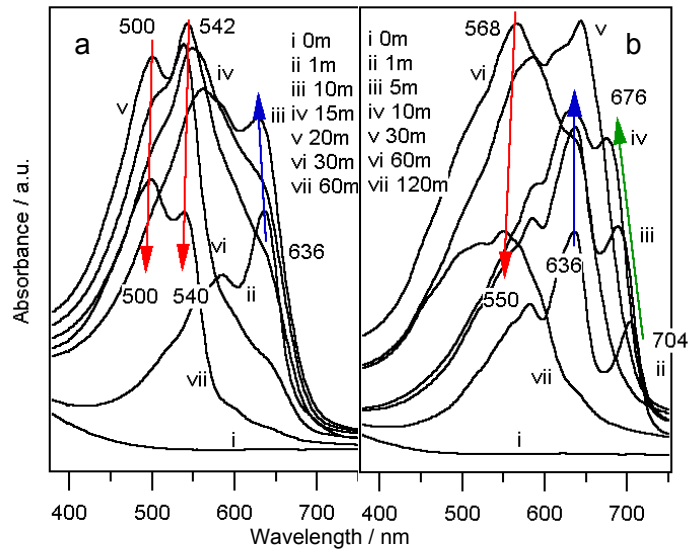 a
500
542
i 0m
ii 1m
iii 10m
iv 15m
v 20m
vi 30m
vii 60m
v
iv
iii
vi
ii
636
500
540
vii
i
b
568
i 0m
ii 1m
iii 5m
iv 10m
v 30m
vi 60m
vii 120m
vi
v
676
iv
iii
550
636
704
ii
vii
i
Absorbance / a.u.
400
500
600
700
400
500
600
700
Wavelength / nm